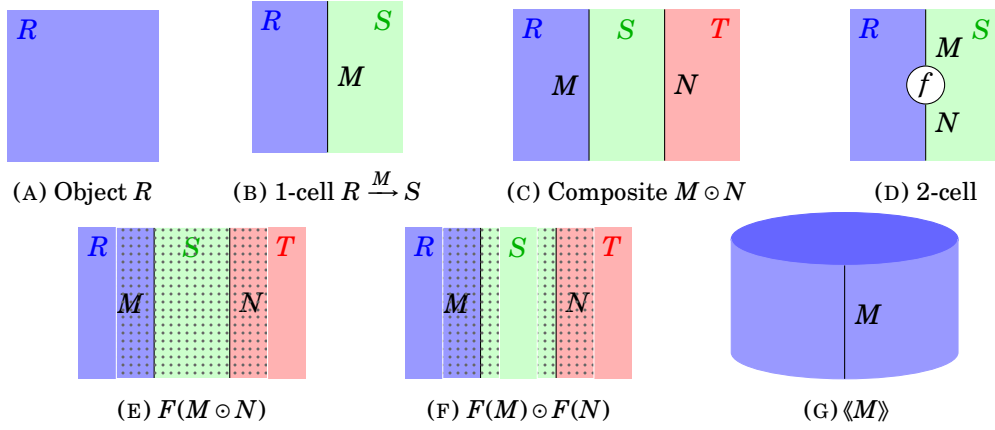 R
R S
M
R S T
M N
R S
M
f
N
(A) Object R
(B) 1-cell R —M→ S
(C) Composite M ⊙ N
(D) 2-cell
R S T
M N
R S T
M N
M
(E) F(M ⊙ N)
(F) F(M) ⊙ F(N)
(G) ⟪M⟫